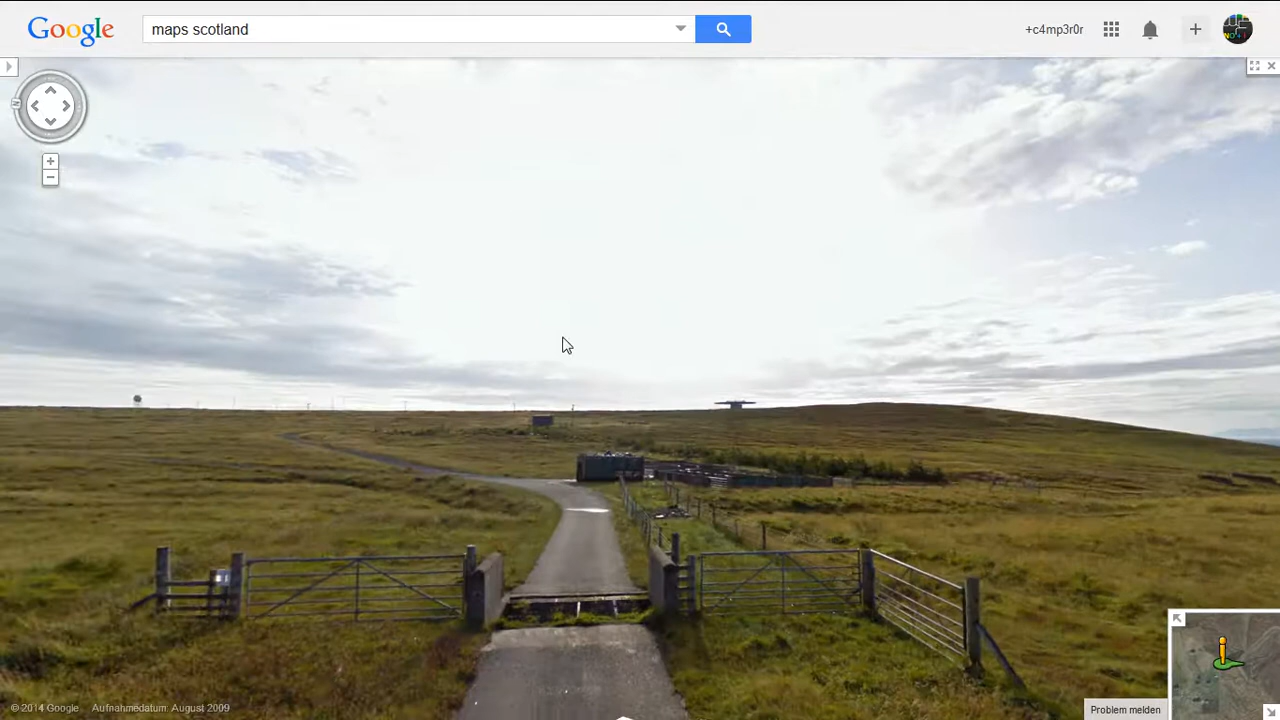 Google
maps scotland
+c4mp3r0r
© 2014 Google Aufnahmedatum: August 2009
Problem melden